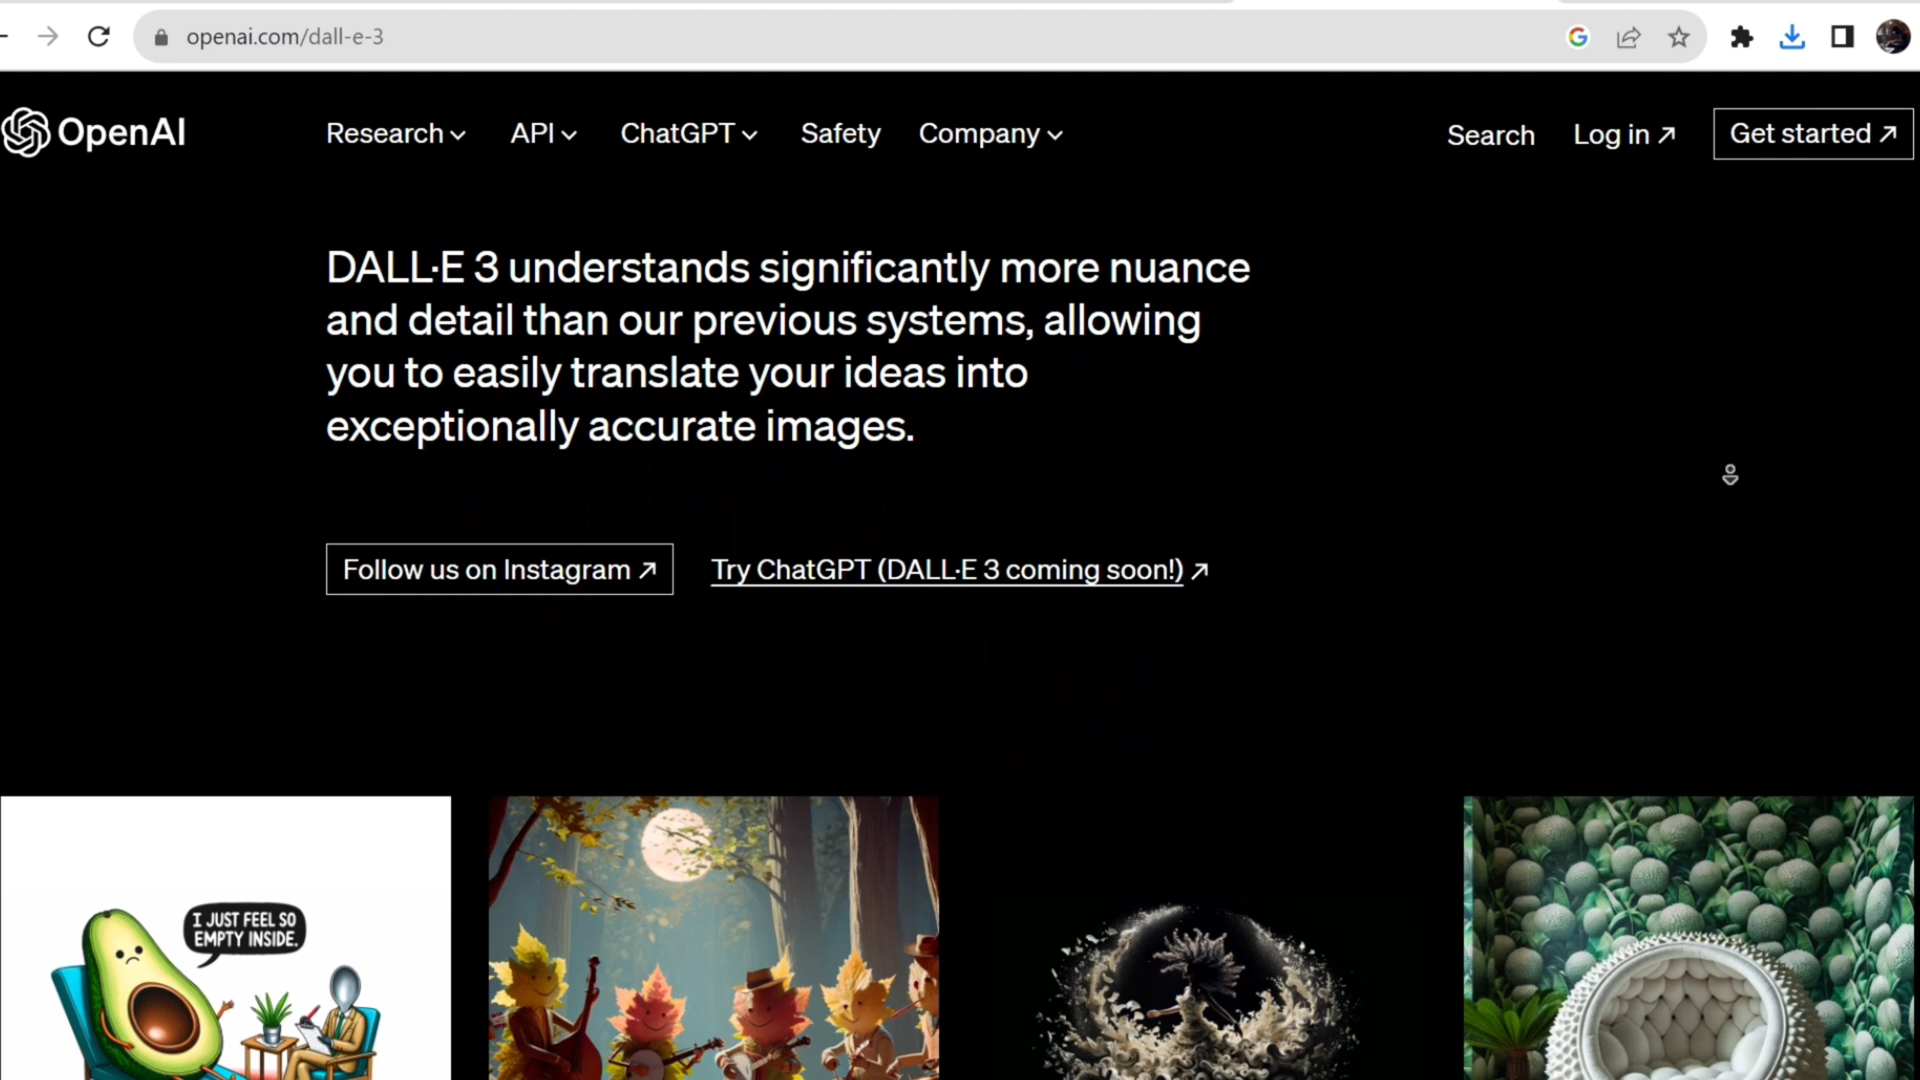 openai.com/dall-e-3
OpenAI
Research
API
ChatGPT
Safety
Company
Search
Log in ↗
Get started ↗
DALL·E 3 understands significantly more nuance
and detail than our previous systems, allowing
you to easily translate your ideas into
exceptionally accurate images.
Follow us on Instagram ↗
Try ChatGPT (DALL·E 3 coming soon!) ↗
I JUST FEEL SO
EMPTY INSIDE.